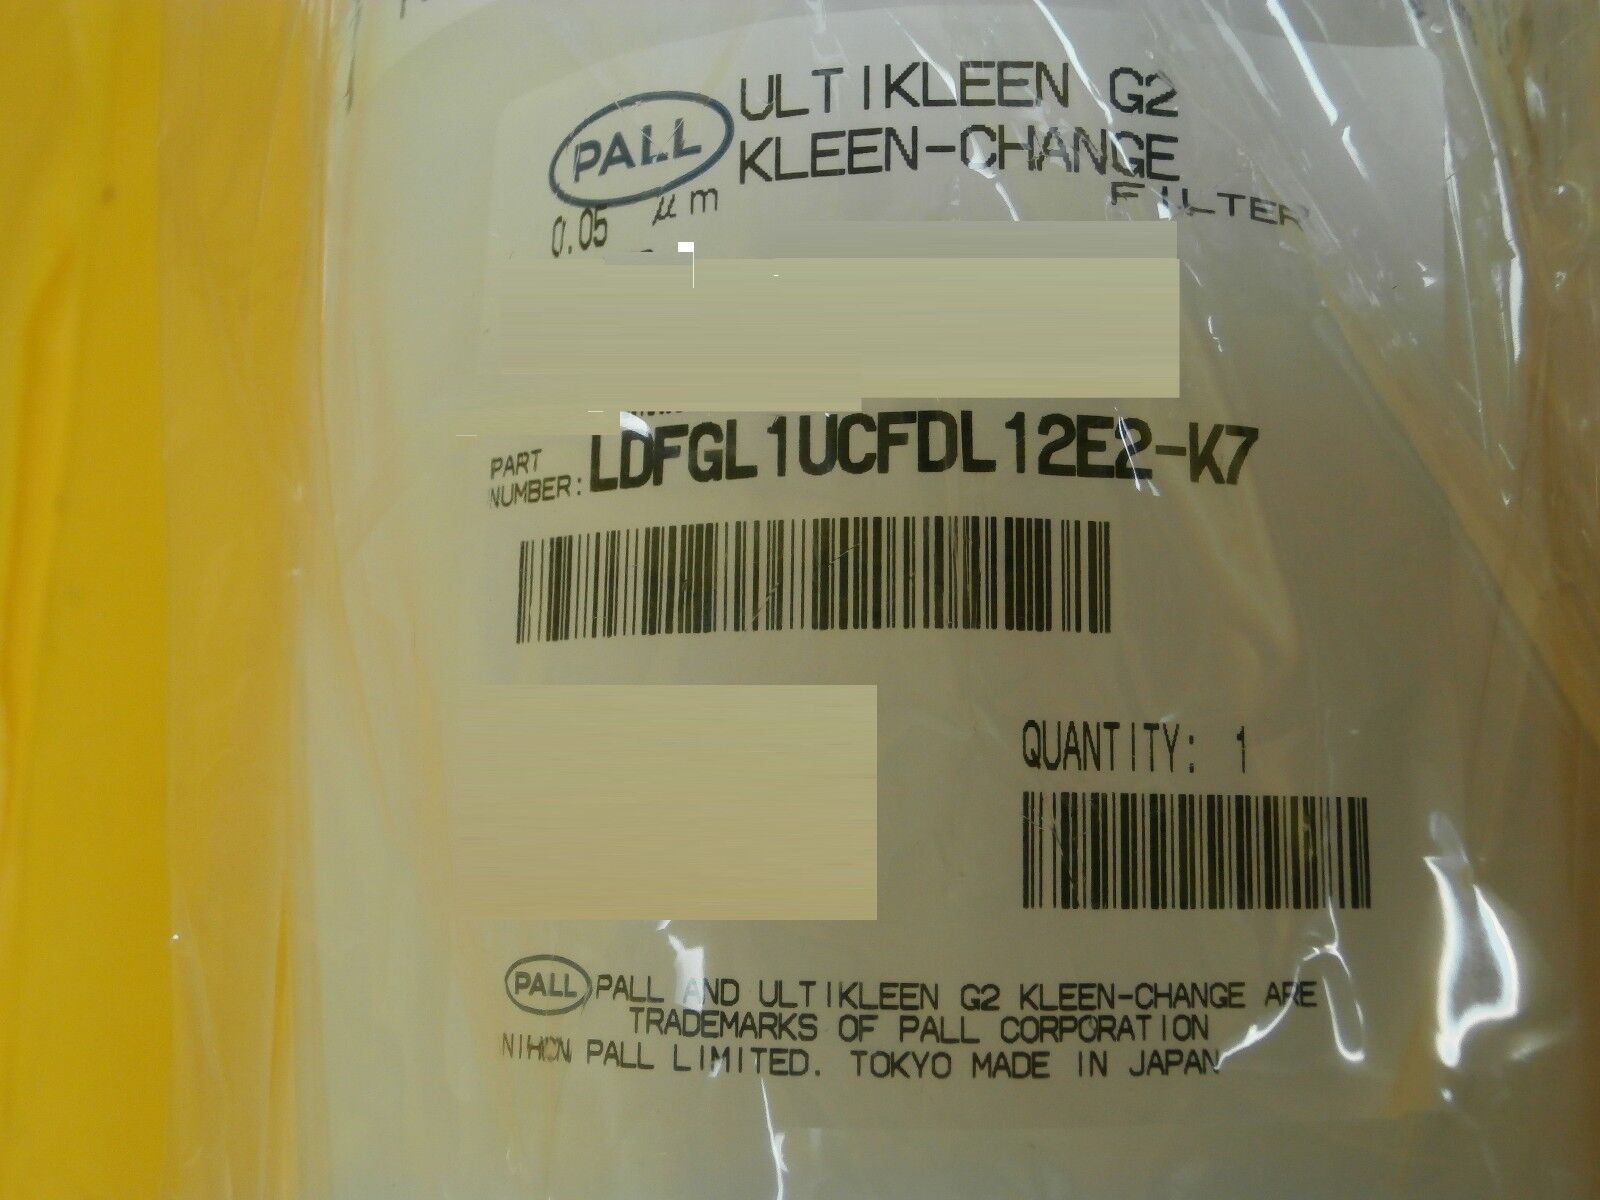 PALL ULTIKLEEN G2
KLEEN-CHANGE
FILTER
0.05 μm
PART
NUMBER: LDFGL1UCFDL12E2-K7
QUANTITY: 1
PALL PALL AND ULTIKLEEN G2 KLEEN-CHANGE ARE
TRADEMARKS OF PALL CORPORATION
NIHON PALL LIMITED. TOKYO MADE IN JAPAN